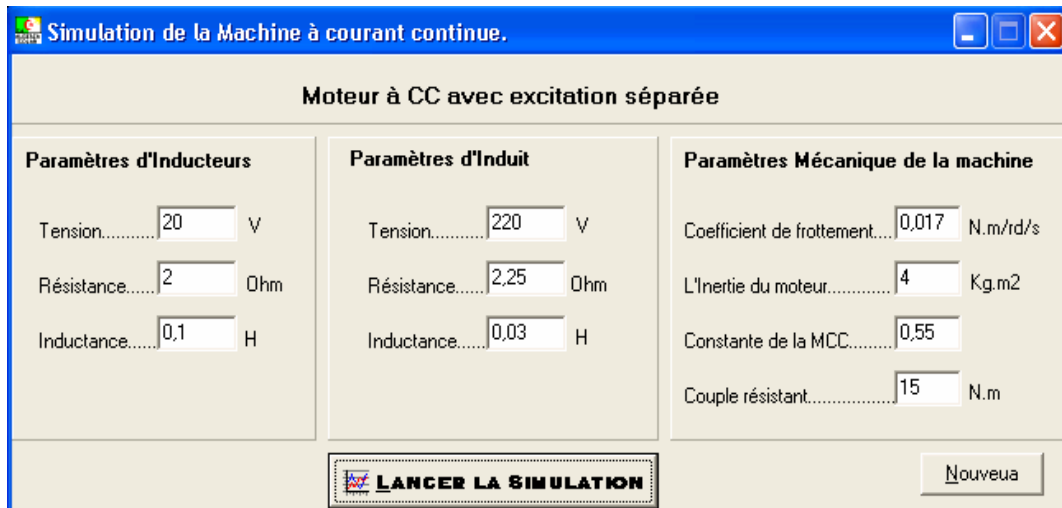 Simulation de la Machine à courant continue.
Moteur à CC avec excitation séparée
Paramètres d'Inducteurs
Tension.......... 20 V
Résistance..... 2 Ohm
Inductance..... 0,1 H
Paramètres d'Induit
Tension.......... 220 V
Résistance..... 2,25 Ohm
Inductance..... 0,03 H
Paramètres Mécanique de la machine
Coefficient de frottement.... 0,017 N.m/rd/s
L'Inertie du moteur............ 4 Kg.m2
Constante de la MCC........ 0,55
Couple résistant................. 15 N.m
LANCER LA SIMULATION
Nouveua